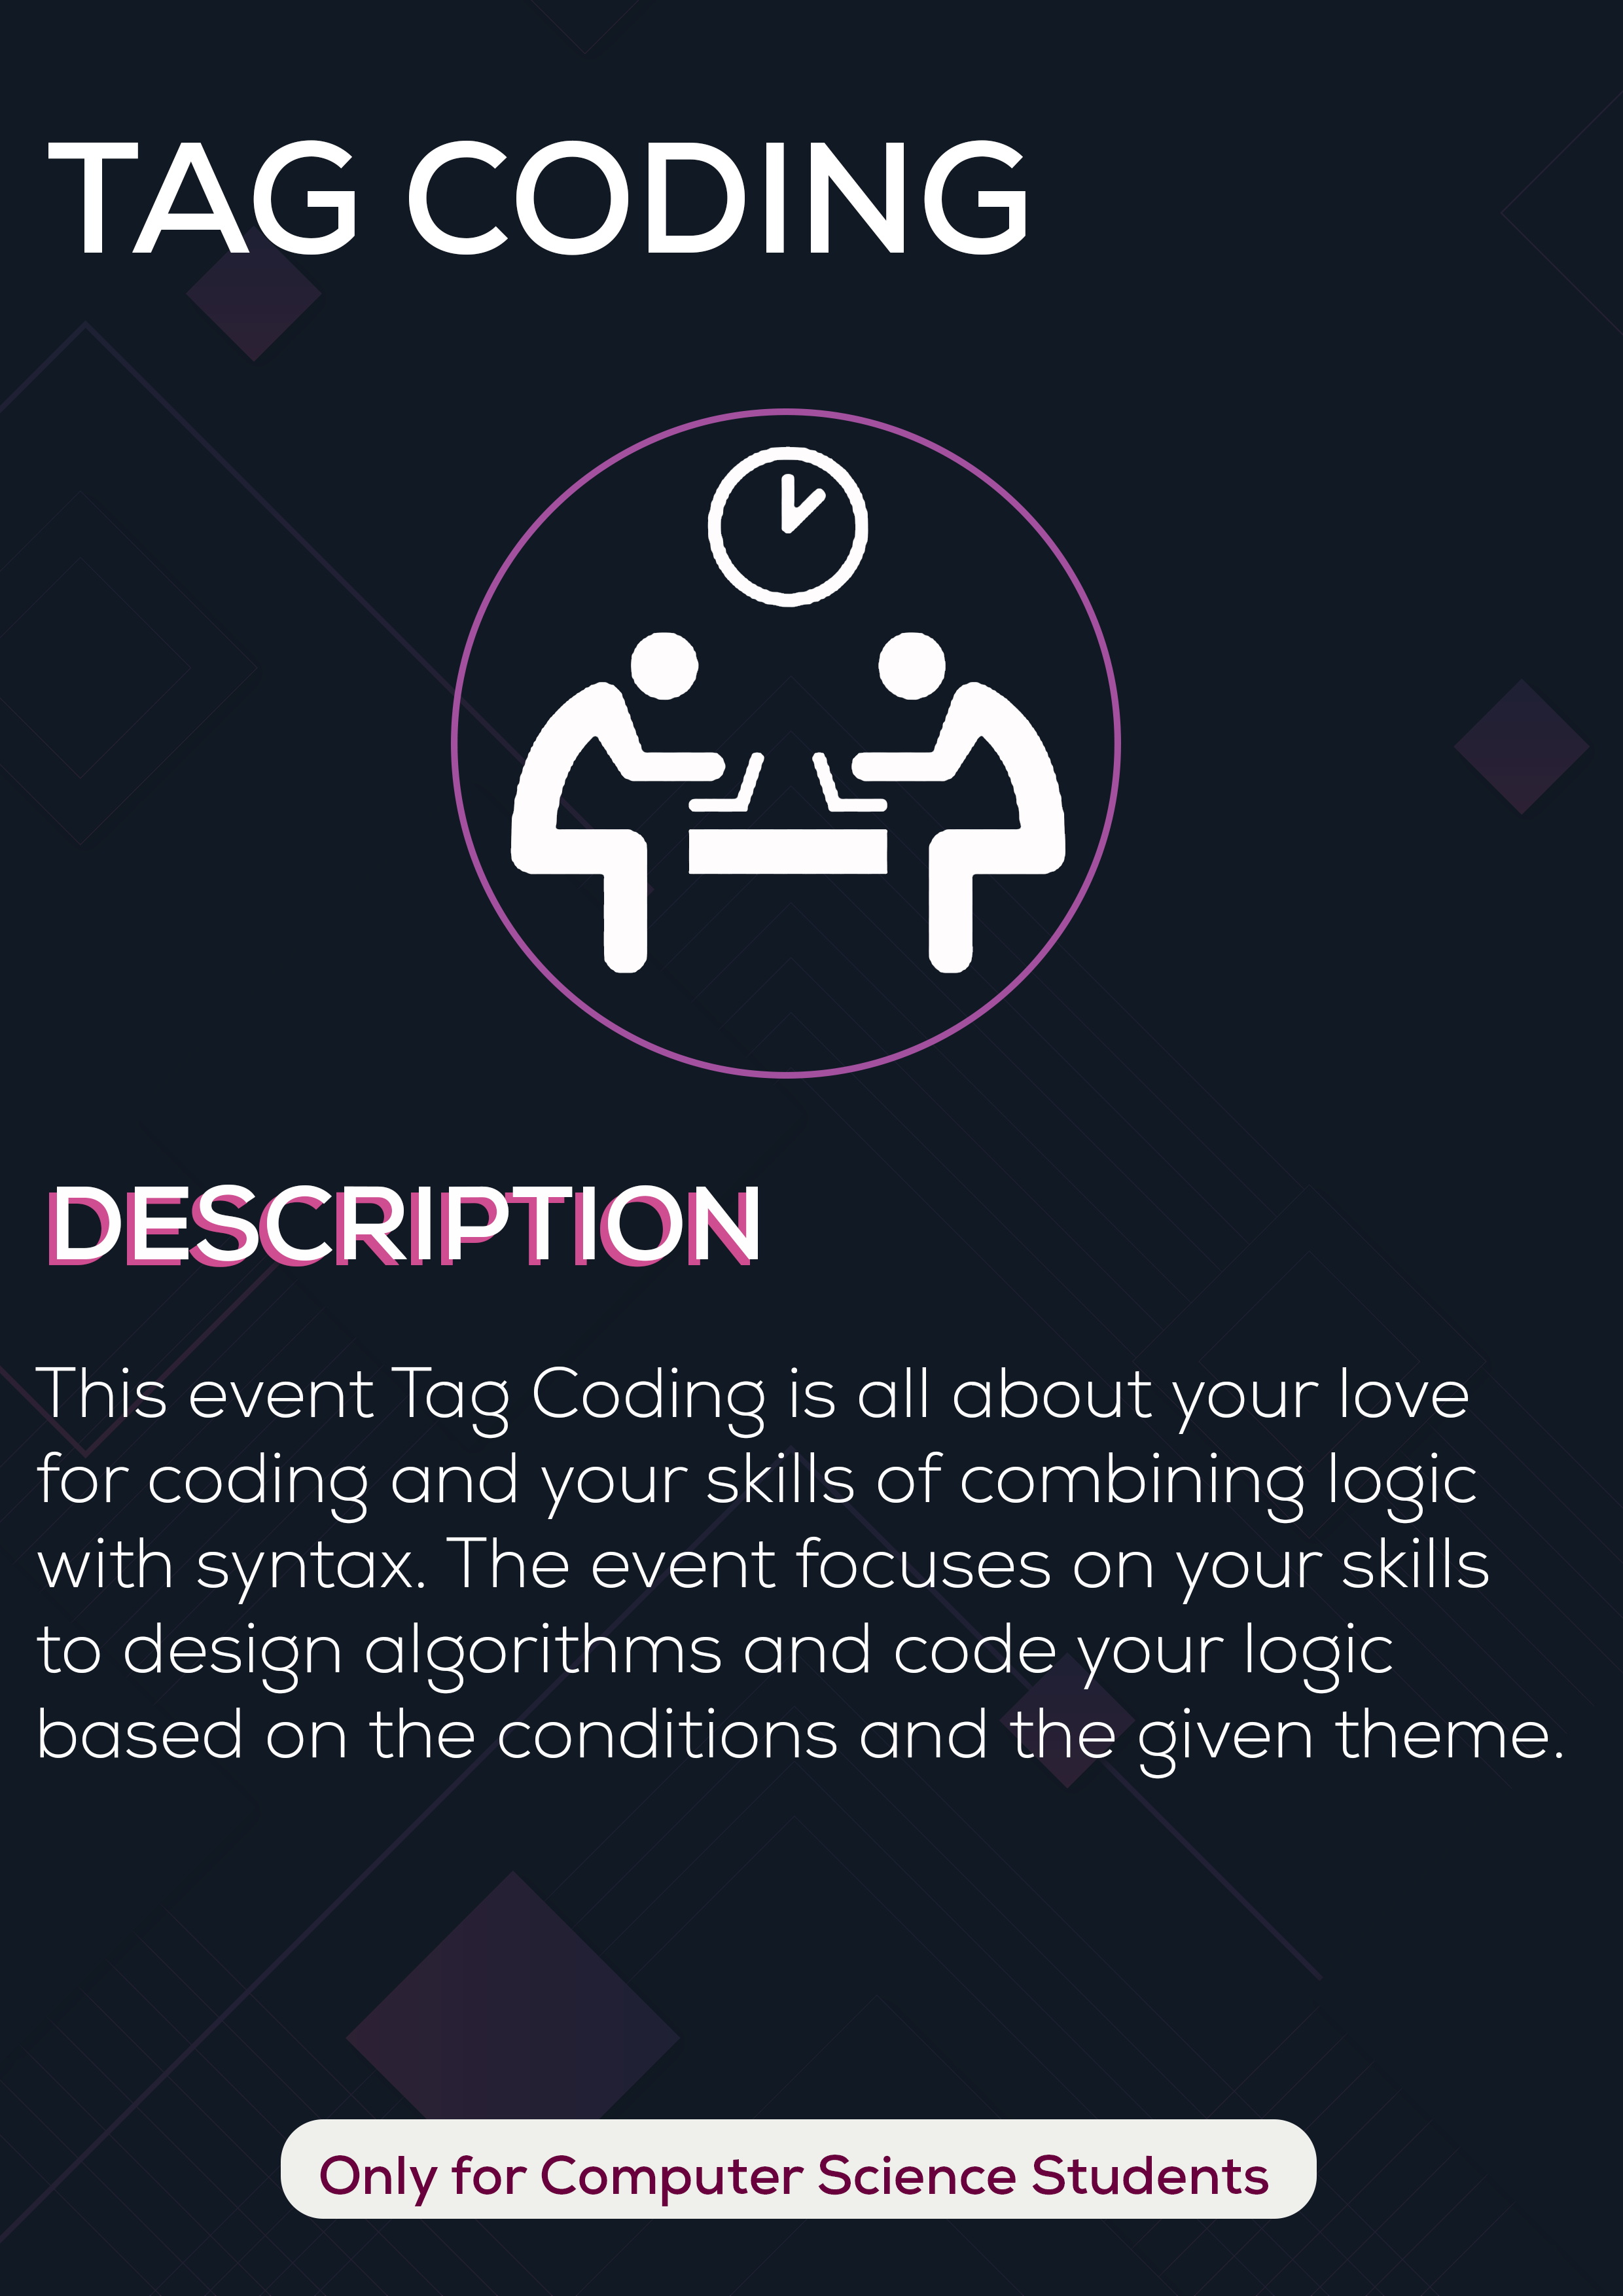 TAG CODING
DESCRIPTION
This event Tag Coding is all about your love
for coding and your skills of combining logic
with syntax. The event focuses on your skills
to design algorithms and code your logic
based on the conditions and the given theme.
Only for Computer Science Students